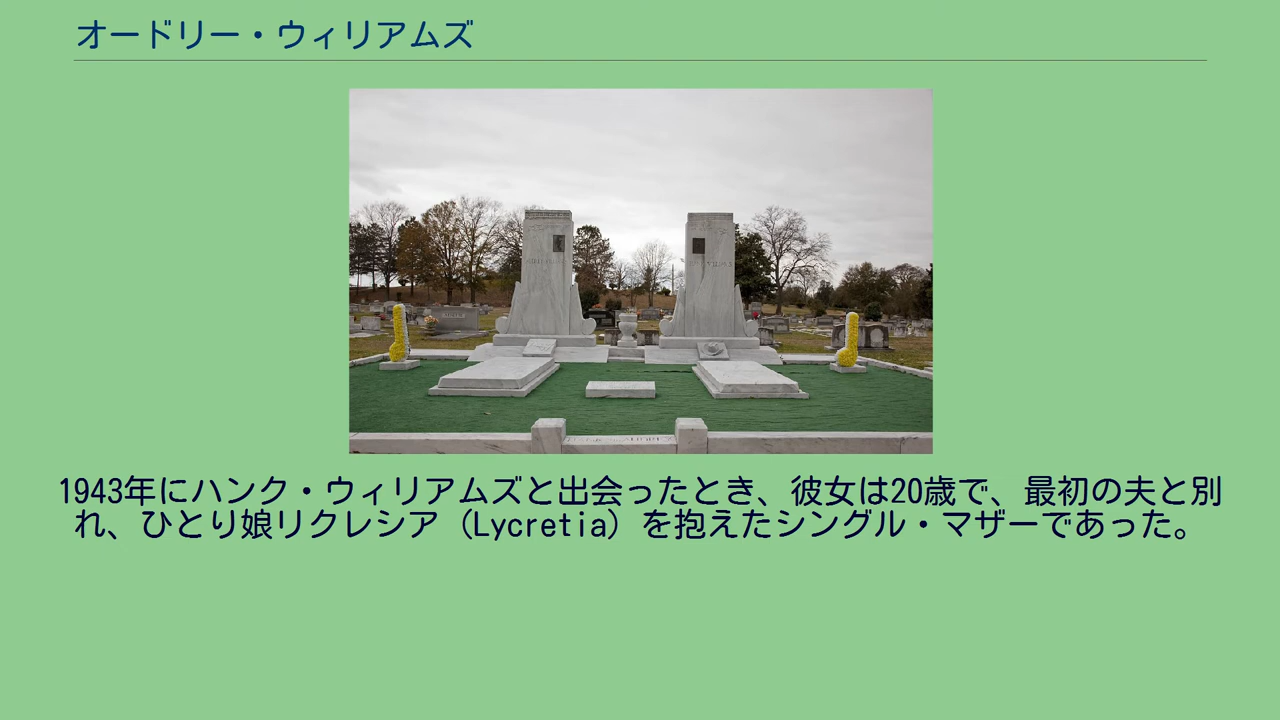 オードリー・ウィリアムズ
1943年にハンク・ウィリアムズと出会ったとき、彼女は20歳で、最初の夫と別
れ、ひとり娘リクレシア（Lycretia）を抱えたシングル・マザーであった。